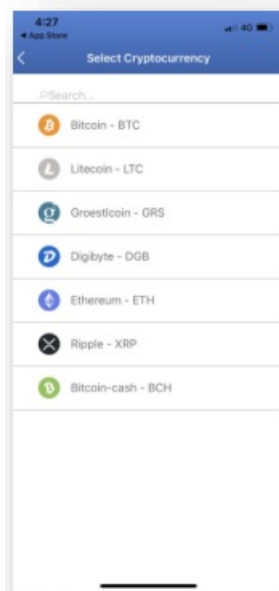 4:27
4G
◀ App Store
Select Cryptocurrency
Search...
Bitcoin - BTC
Litecoin - LTC
Groestlcoin - GRS
Digibyte - DGB
Ethereum - ETH
Ripple - XRP
Bitcoin-cash - BCH